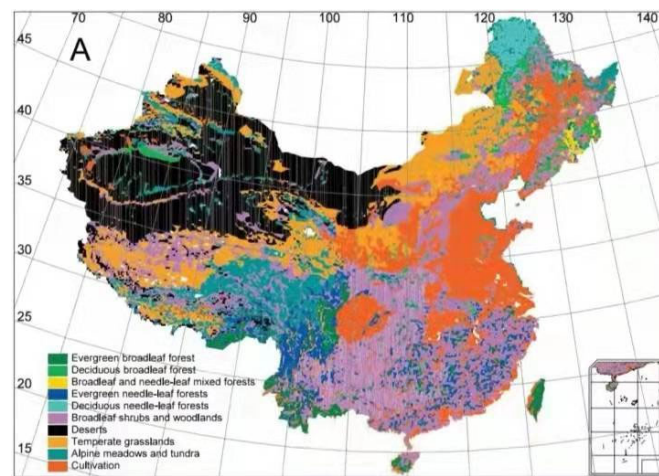 70 80 90 100 110 120 130 140
A
45
40
35
30
25
20
15
Evergreen broadleaf forest
Deciduous broadleaf forest
Broadleaf and needle-leaf mixed forests
Evergreen needle-leaf forests
Deciduous needle-leaf forests
Broadleaf shrubs and woodlands
Deserts
Temperate grasslands
Alpine meadows and tundra
Cultivation